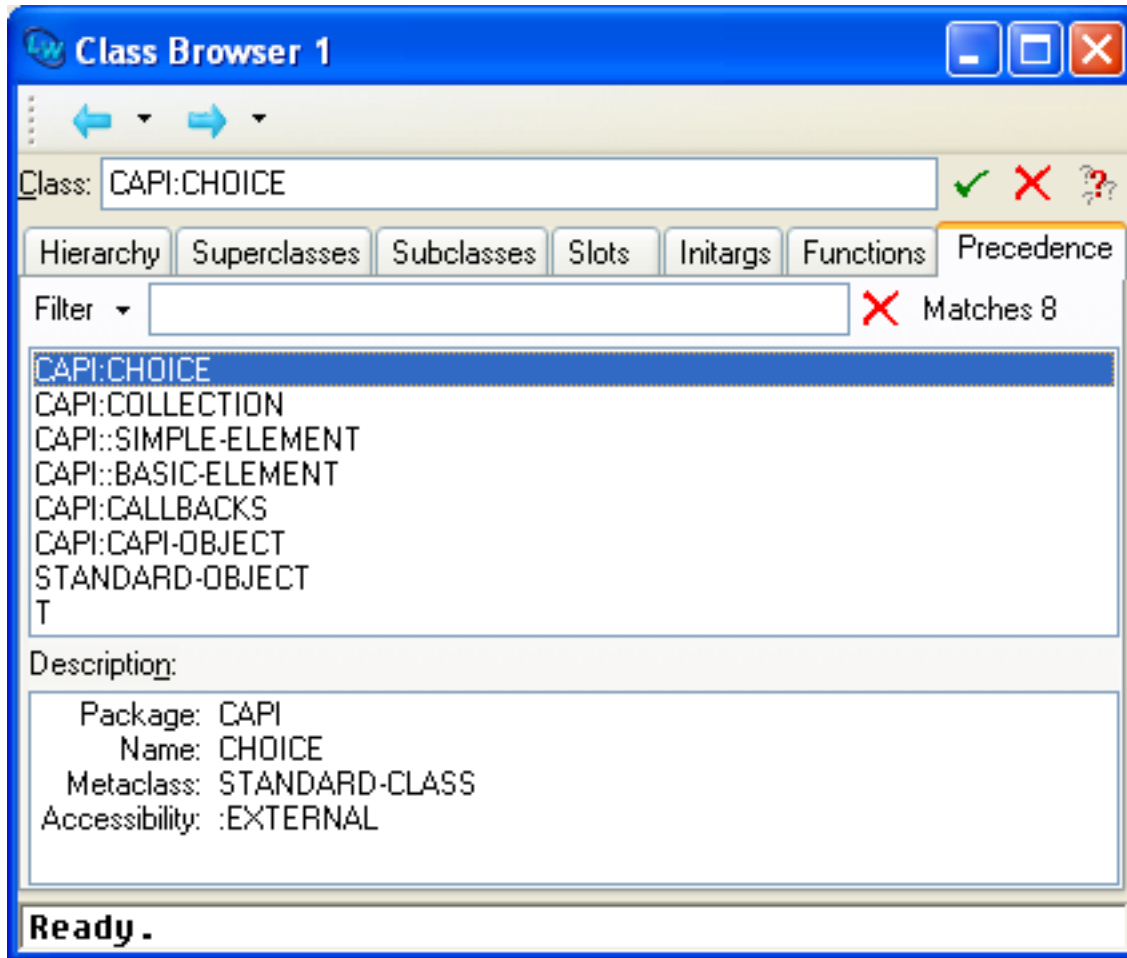 LW Class Browser 1
Class: CAPI:CHOICE
Hierarchy Superclasses Subclasses Slots Initargs Functions Precedence
Filter Matches 8
CAPI:CHOICE
CAPI:COLLECTION
CAPI::SIMPLE-ELEMENT
CAPI::BASIC-ELEMENT
CAPI:CALLBACKS
CAPI:CAPI-OBJECT
STANDARD-OBJECT
T
Description:
Package: CAPI
Name: CHOICE
Metaclass: STANDARD-CLASS
Accessibility: :EXTERNAL
Ready.